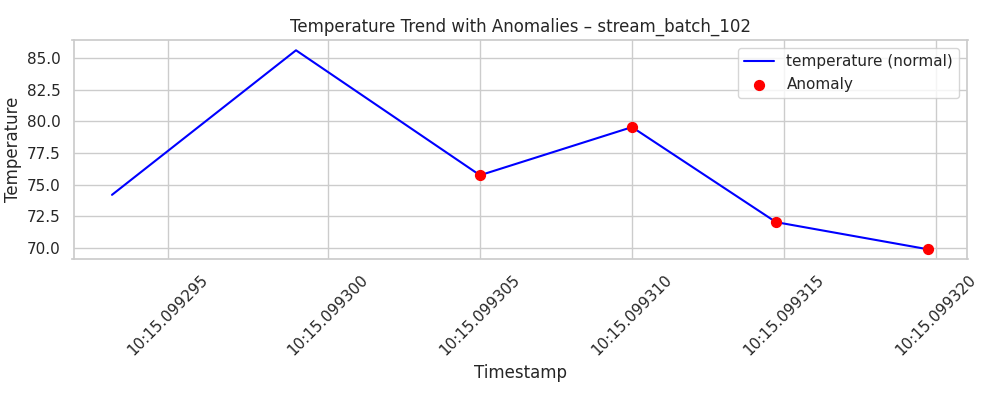 Temperature Trend with Anomalies – stream_batch_102
temperature (normal)
Anomaly
Temperature
85.0
82.5
80.0
77.5
75.0
72.5
70.0
10:15.099295
10:15.099300
10:15.099305
10:15.099310
10:15.099315
10:15.099320
Timestamp